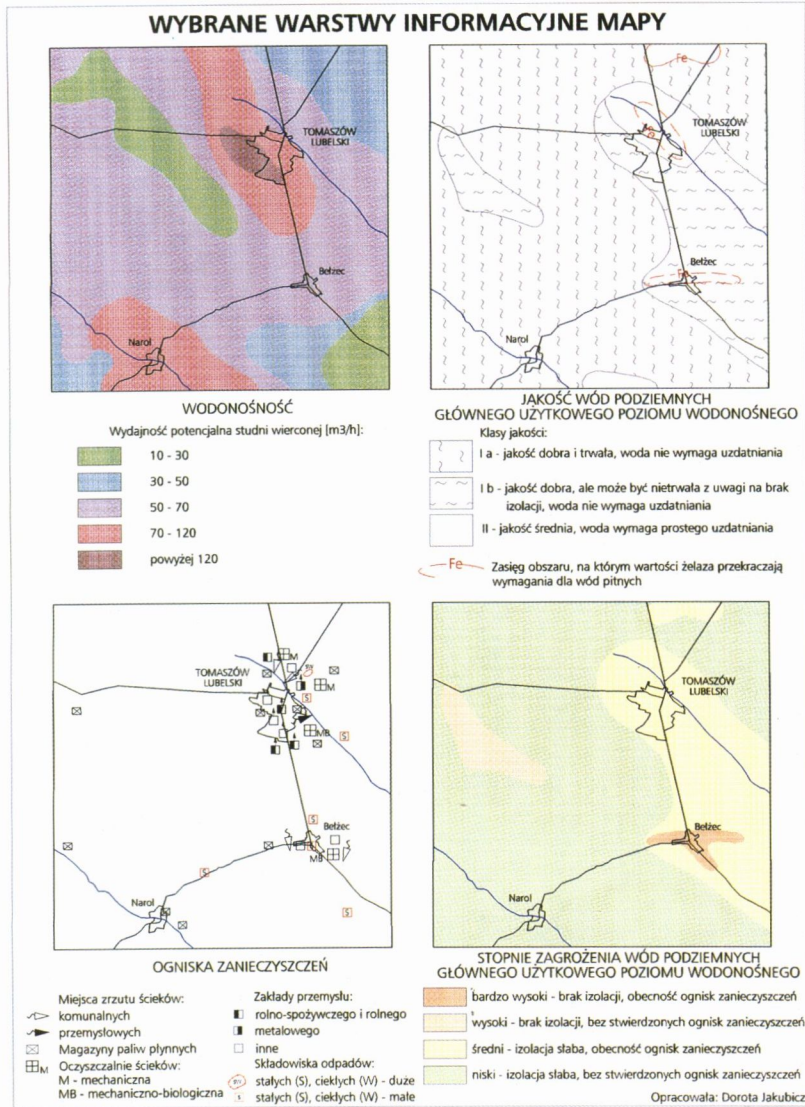 WYBRANE WARSTWY INFORMACYJNE MAPY
TOMASZÓW
LUBELSKI
Bełżec
Narol
WODONOŚNOŚĆ
Wydajność potencjalna studni wierconej [m3/h]:
10 - 30
30 - 50
50 - 70
70 - 120
powyżej 120
Fe
TOMASZÓW
LUBELSKI
Bełżec
Fe
Narol
JAKOŚĆ WÓD PODZIEMNYCH
GŁÓWNEGO UŻYTKOWEGO POZIOMU WODONOŚNEGO
Klasy jakości:
I a - jakość dobra i trwała, woda nie wymaga uzdatniania
I b - jakość dobra, ale może być nietrwała z uwagi na brak
izolacji, woda nie wymaga uzdatniania
II - jakość średnia, woda wymaga prostego uzdatniania
Fe Zasięg obszaru, na którym wartości żelaza przekraczają
wymagania dla wód pitnych
M
TOMASZÓW
LUBELSKI
M
S
S
MB
S
Bełżec
MB
S
Narol
S
OGNISKA ZANIECZYSZCZEŃ
Miejsca zrzutu ścieków:
komunalnych
przemysłowych
Magazyny paliw płynnych
M Oczyszczalnie ścieków:
M - mechaniczna
MB - mechaniczno-biologiczna
Zakłady przemysłu:
rolno-spożywczego i rolnego
metalowego
inne
Składowiska odpadów:
stałych (S), ciekłych (W) - duże
S stałych (S), ciekłych (W) - małe
TOMASZÓW
LUBELSKI
Bełżec
Narol
STOPNIE ZAGROŻENIA WÓD PODZIEMNYCH
GŁÓWNEGO UŻYTKOWEGO POZIOMU WODONOŚNEGO
bardzo wysoki - brak izolacji, obecność ognisk zanieczyszczeń
wysoki - brak izolacji, bez stwierdzonych ognisk zanieczyszczeń
średni - izolacja słaba, obecność ognisk zanieczyszczeń
niski - izolacja słaba, bez stwierdzonych ognisk zanieczyszczeń
Opracowała: Dorota Jakubicz